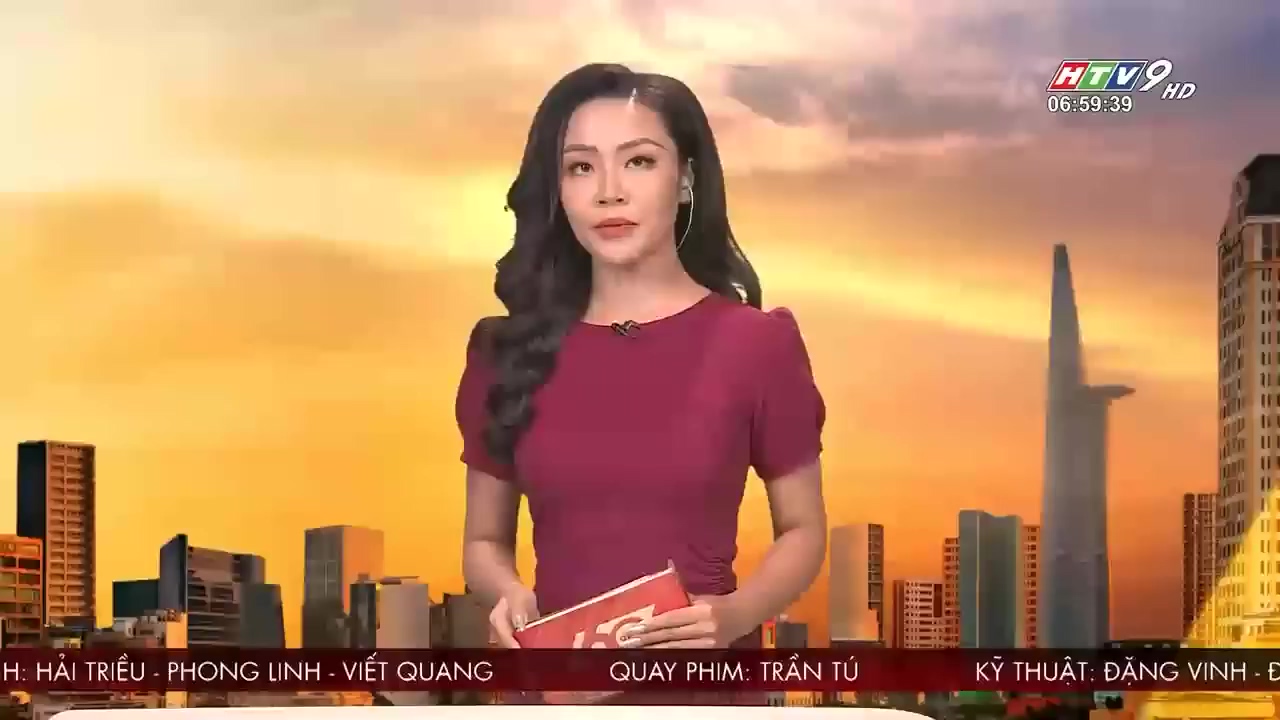 HTV9 HD
06:59:39
H: HẢI TRIỀU - PHONG LINH - VIẾT QUANG QUAY PHIM: TRẦN TÚ KỸ THUẬT: ĐẶNG VINH - Đ